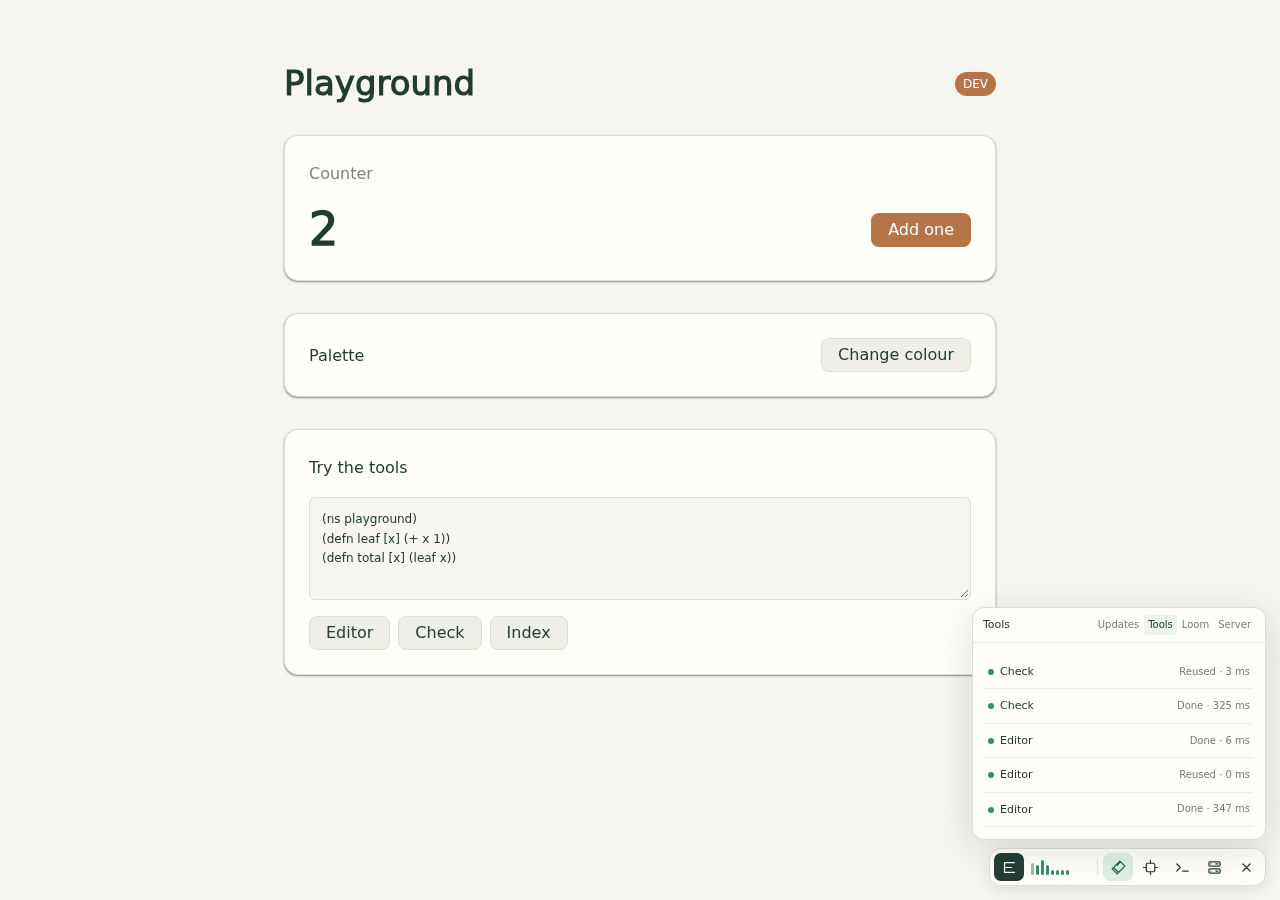 Playground
DEV
Counter
2
Add one
Palette
Change colour
Try the tools
(ns playground)
(defn leaf [x] (+ x 1))
(defn total [x] (leaf x))
Editor
Check
Index
Tools
Updates
Tools
Loom
Server
Check
Reused · 3 ms
Check
Done · 325 ms
Editor
Done · 6 ms
Editor
Reused · 0 ms
Editor
Done · 347 ms